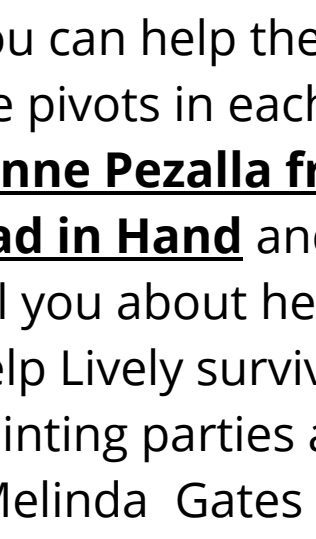 ou can help the
e pivots in each
nne Pezalla fr
ad in Hand and
l you about he
elp Lively surviv
inting parties a
Melinda  Gates